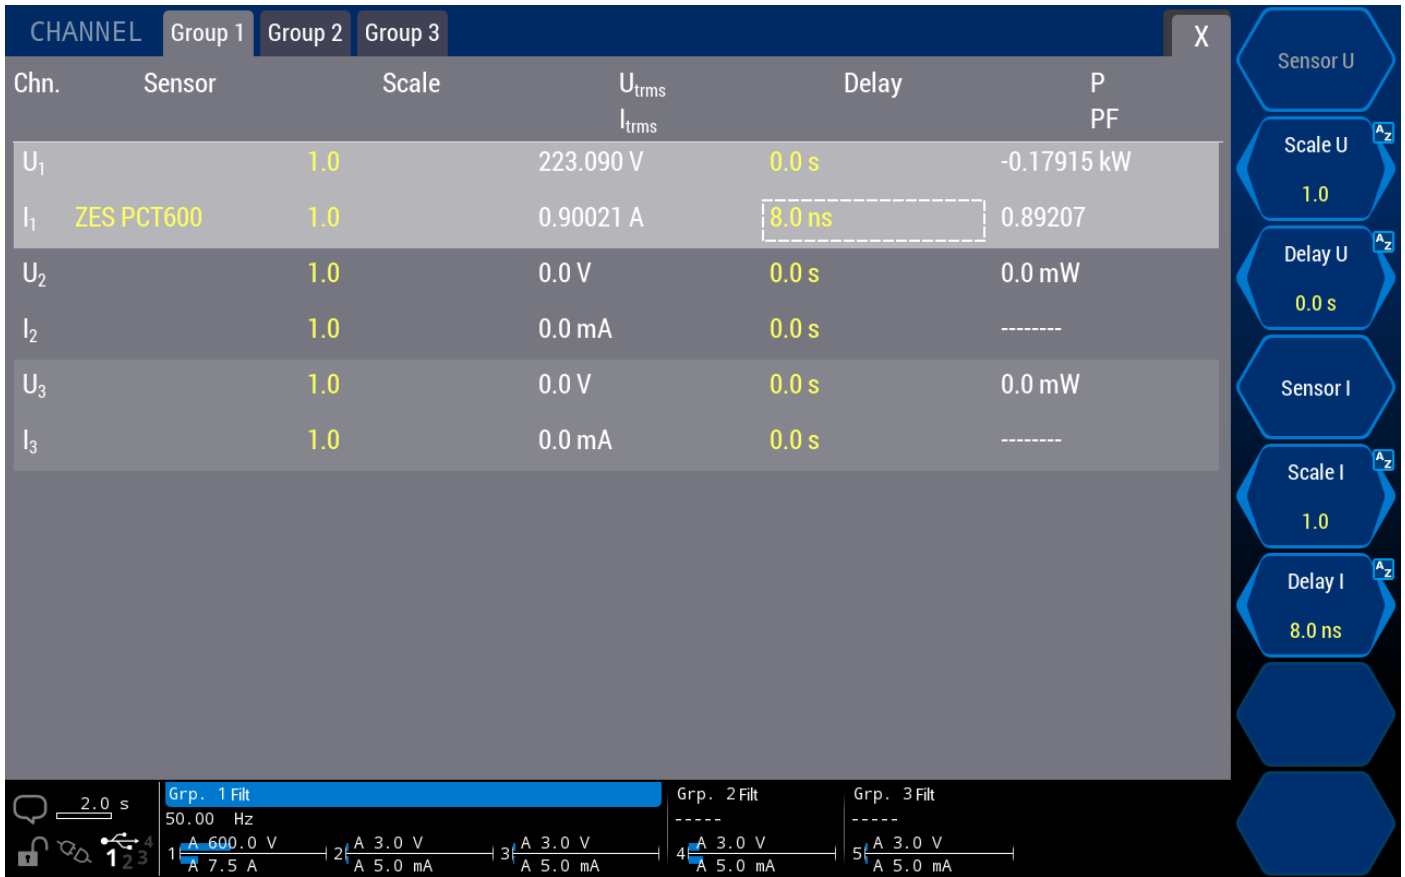 CHANNEL Group 1 Group 2 Group 3 X
Chn. Sensor Scale Utrms Delay P
Itrms PF
U1 1.0 223.090 V 0.0 s -0.17915 kW
I1 ZES PCT600 1.0 0.90021 A 8.0 ns 0.89207
U2 1.0 0.0 V 0.0 s 0.0 mW
I2 1.0 0.0 mA 0.0 s --------
U3 1.0 0.0 V 0.0 s 0.0 mW
I3 1.0 0.0 mA 0.0 s --------
Sensor U
Scale U AZ
1.0
Delay U AZ
0.0 s
Sensor I
Scale I AZ
1.0
Delay I AZ
8.0 ns
2.0 s
1 2 3 4
Grp. 1 Filt
50.00 Hz
1 A 600.0 V
A 7.5 A
2 A 3.0 V
A 5.0 mA
3 A 3.0 V
A 5.0 mA
Grp. 2 Filt
-----
4 A 3.0 V
A 5.0 mA
Grp. 3 Filt
-----
5 A 3.0 V
A 5.0 mA